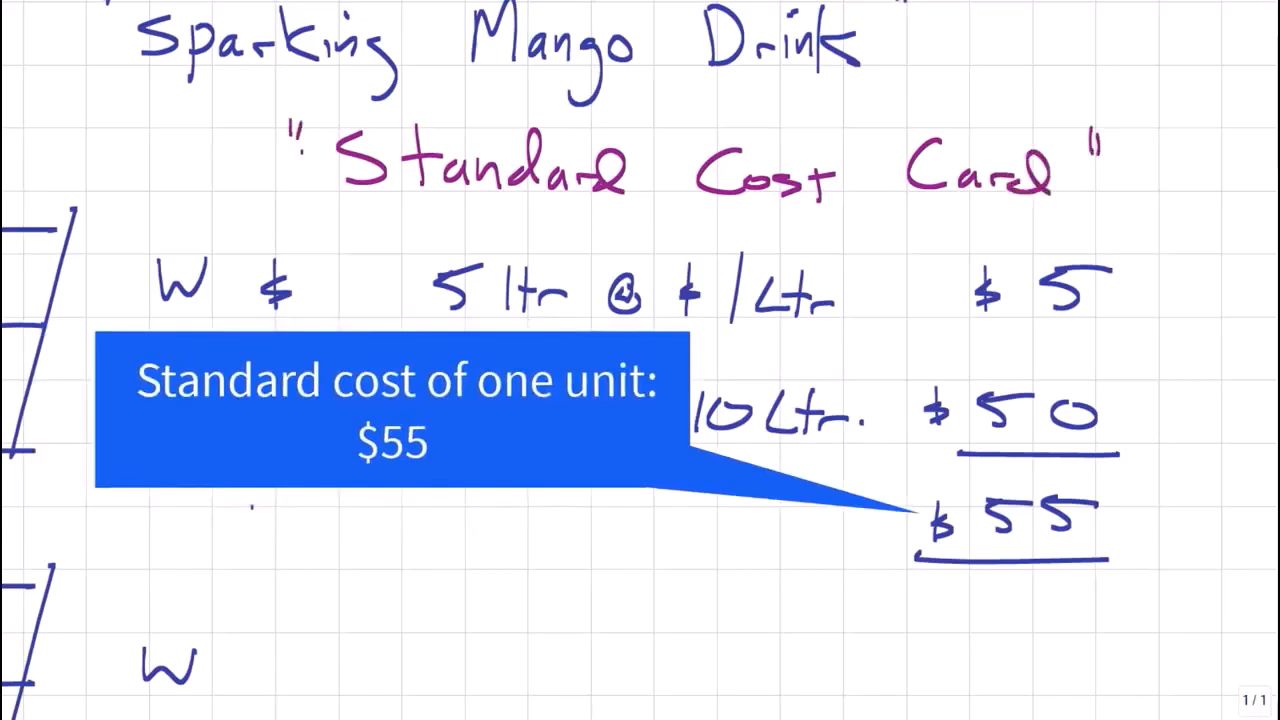 " Sparking Mango Drink "
" Standard Cost Card "
W $ 5 ltr @ $ / Ltr $ 5
Standard cost of one unit:
$55
10 Ltr. $ 50
$ 55
W
1 / 1